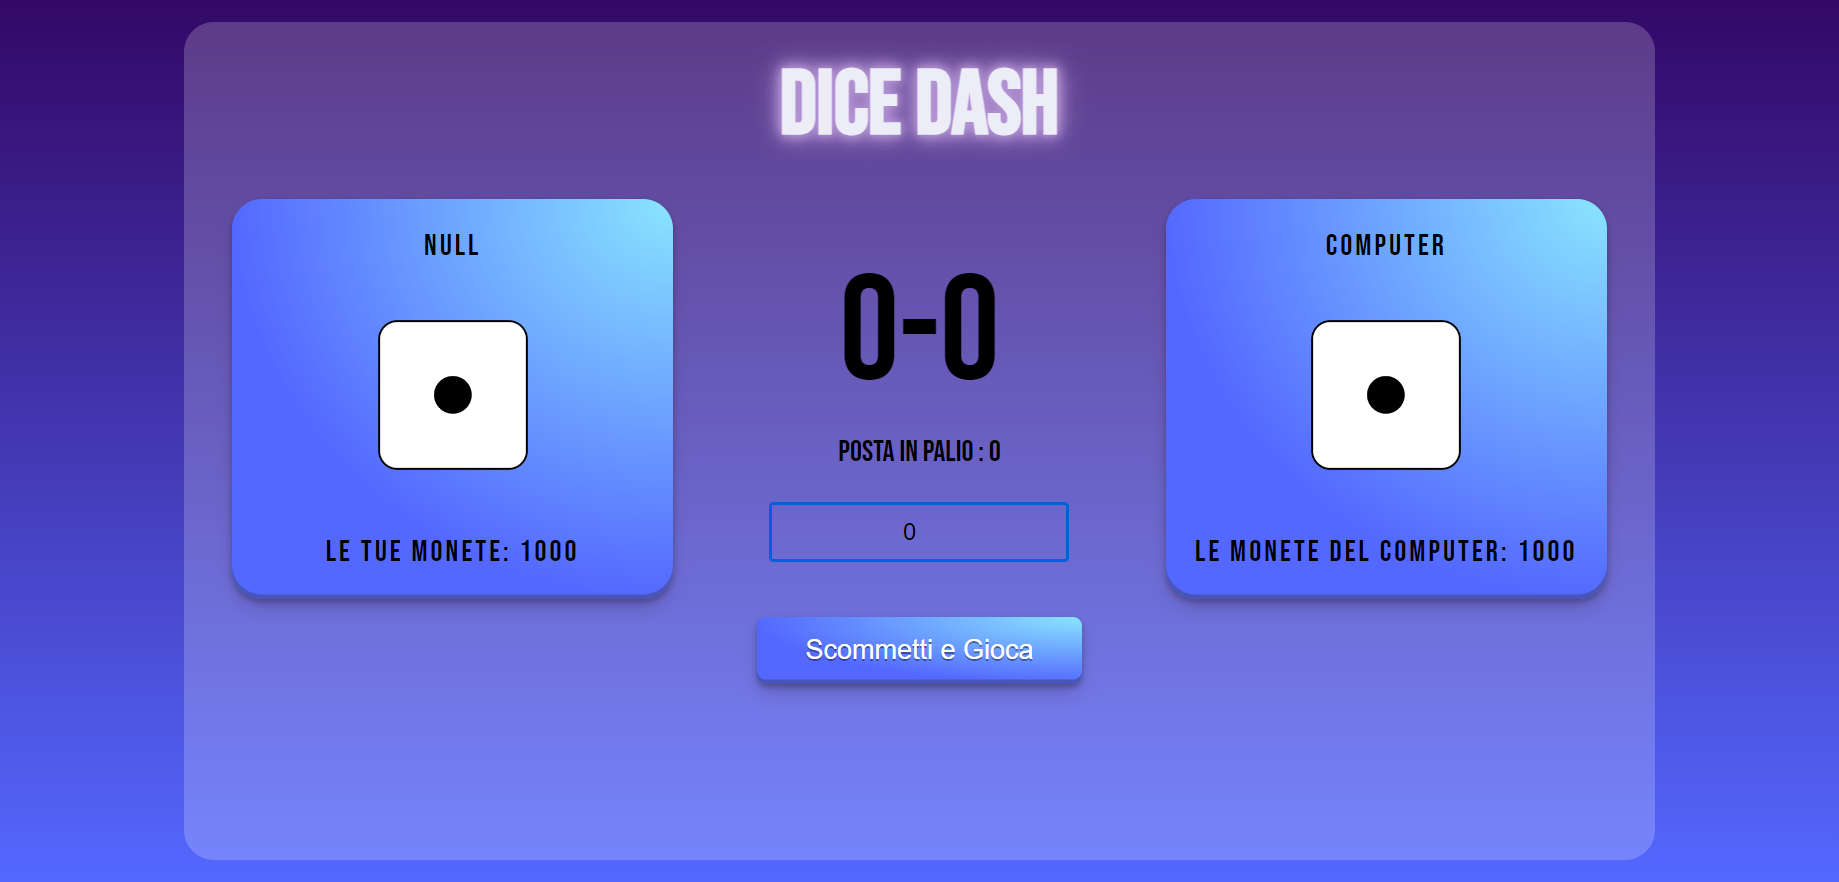 DICE DASH
NULL
0-0
COMPUTER
POSTA IN PALIO : 0
0
LE TUE MONETE: 1000
LE MONETE DEL COMPUTER: 1000
Scommetti e Gioca